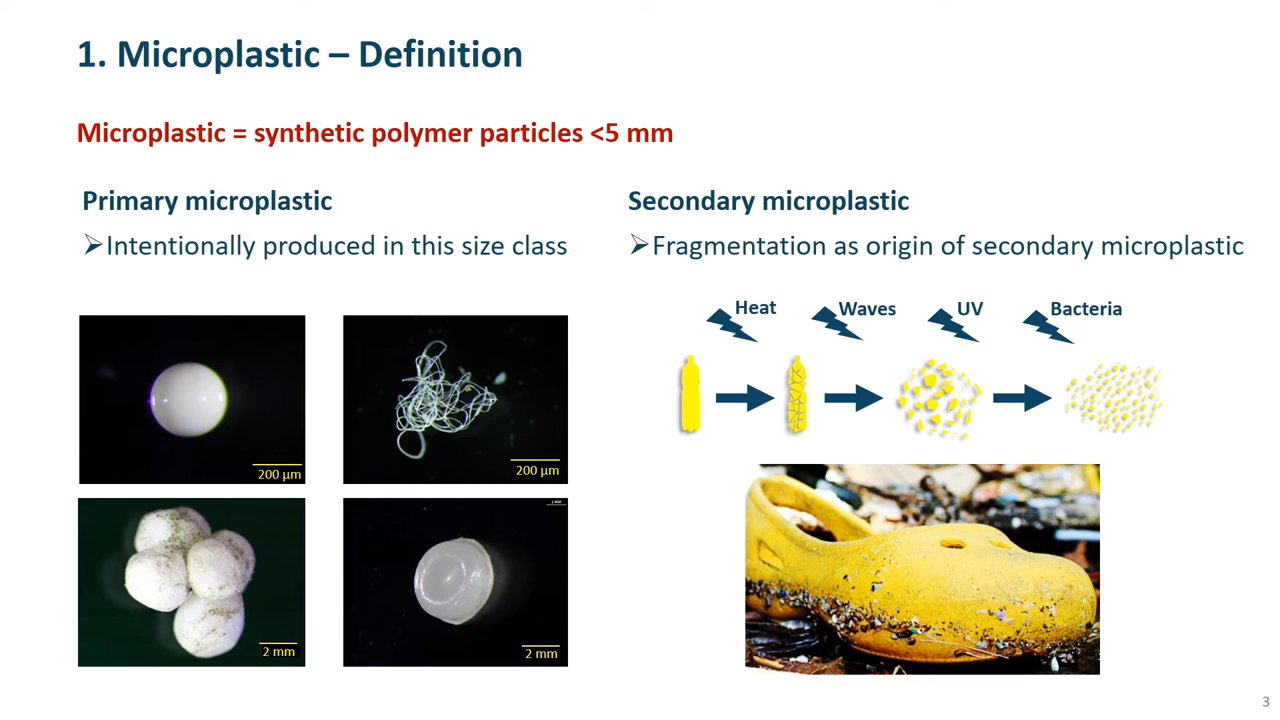 1. Microplastic – Definition
Microplastic = synthetic polymer particles <5 mm
Primary microplastic
➢Intentionally produced in this size class
200 µm
200 µm
2 mm
2 mm
Secondary microplastic
➢Fragmentation as origin of secondary microplastic
Heat
Waves
UV
Bacteria
3